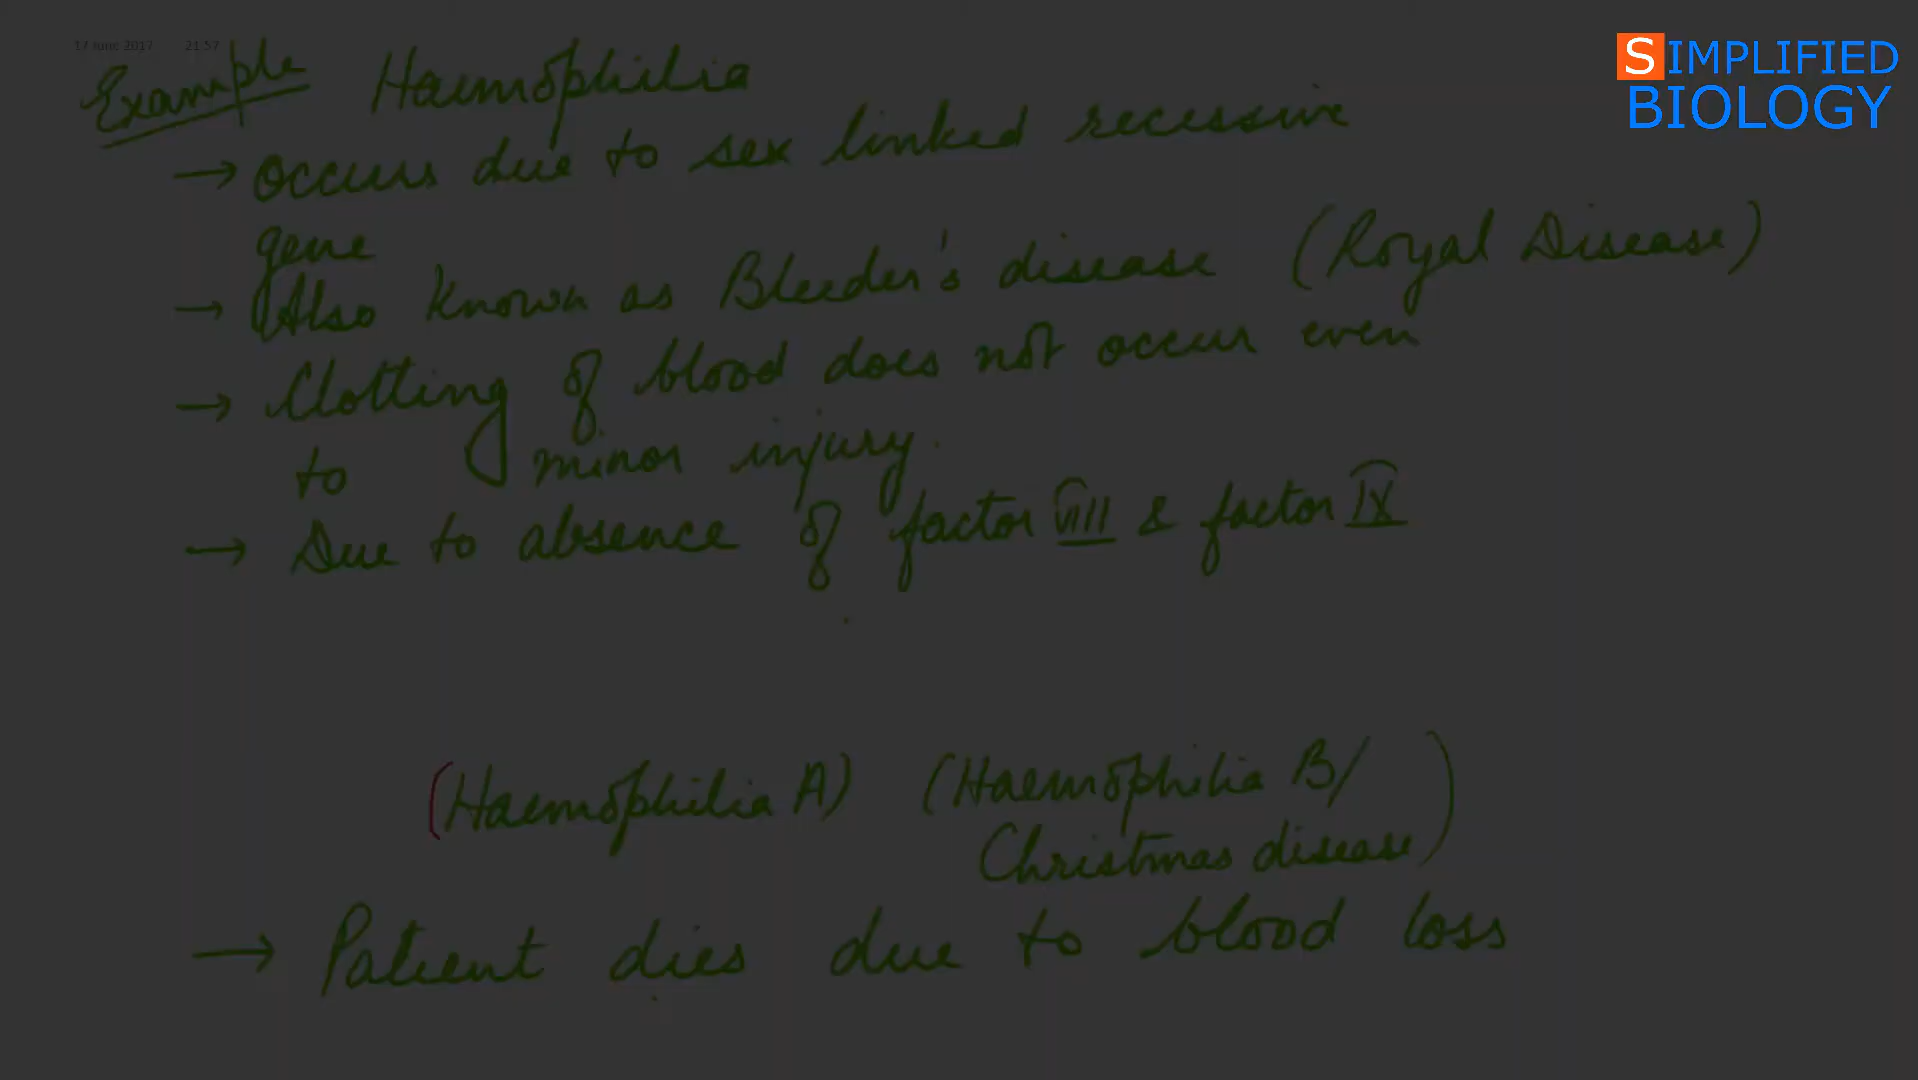 17 June 2017 21:57
SIMPLIFIED
BIOLOGY
Example Haemophilia
→ occurs due to sex linked recessive
gene
→ Also known as Bleeder's disease (Royal Disease)
→ Clotting of blood does not occur even
to minor injury.
→ Due to absence of factor VIII & factor IX
(Haemophilia A) (Haemophilia B/
Christmas disease)
→ Patient dies due to blood loss